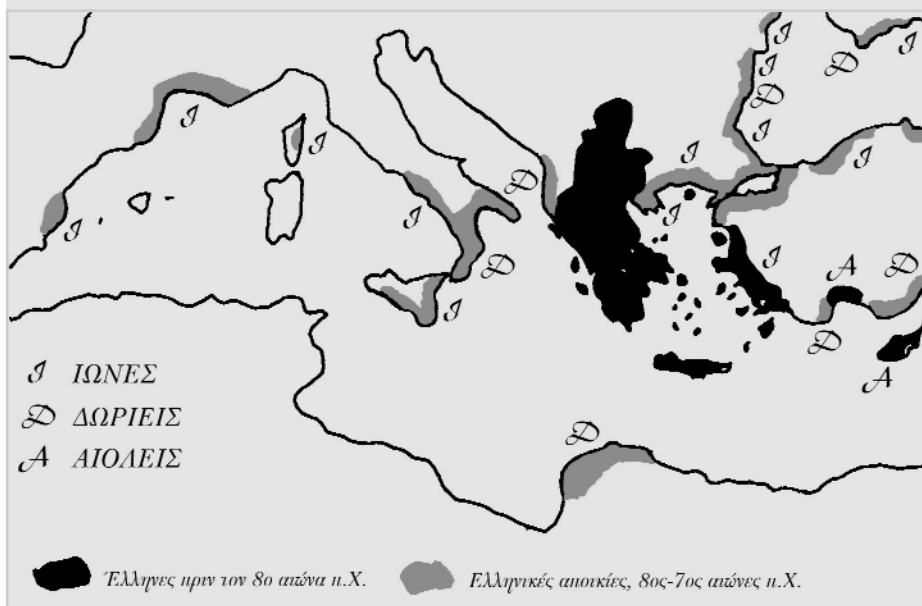 I
I
D
I
D
I
I
I
I
I
D
I
I
I
I
D
A
D
I
D
A
I ΙΩΝΕΣ
D ΔΩΡΙΕΙΣ
A ΑΙΟΛΕΙΣ
D
Έλληνες πριν τον 8ο αιώνα π.Χ.
Ελληνικές αποικίες, 8ος-7ος αιώνες π.Χ.